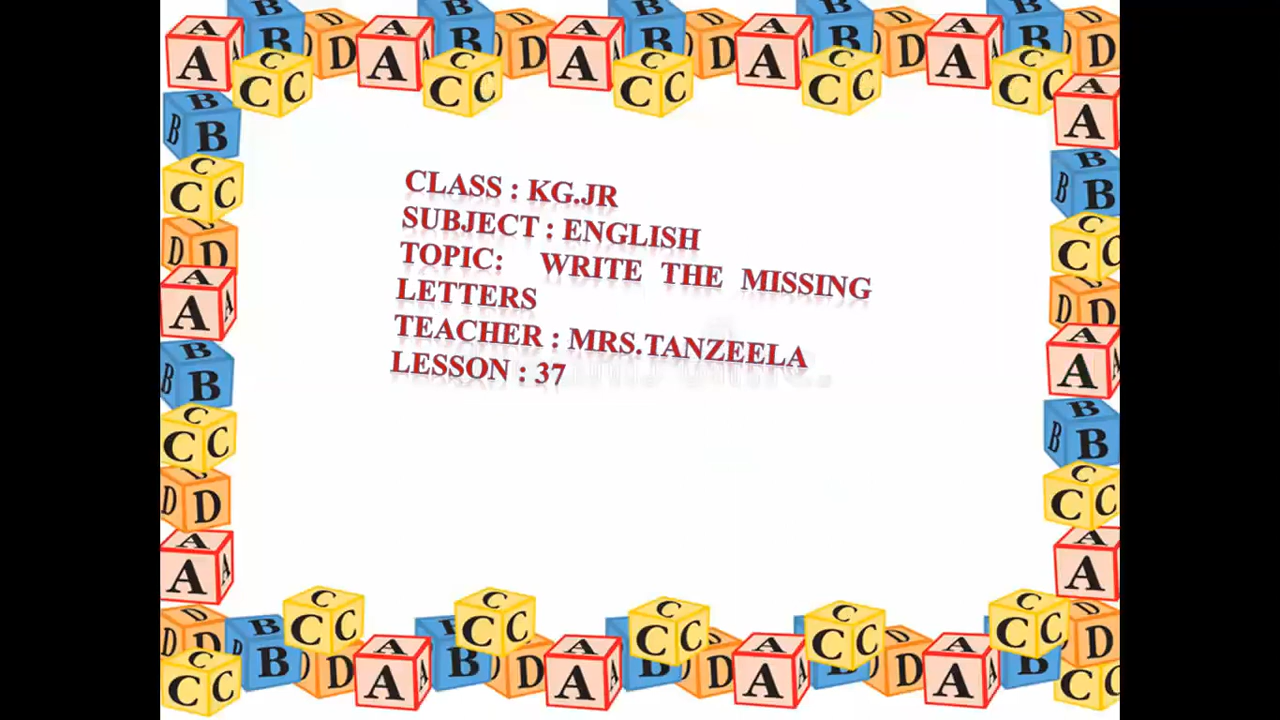 CLASS : KG.JR
SUBJECT : ENGLISH
TOPIC: WRITE THE MISSING
LETTERS
TEACHER : MRS.TANZEELA
LESSON : 37